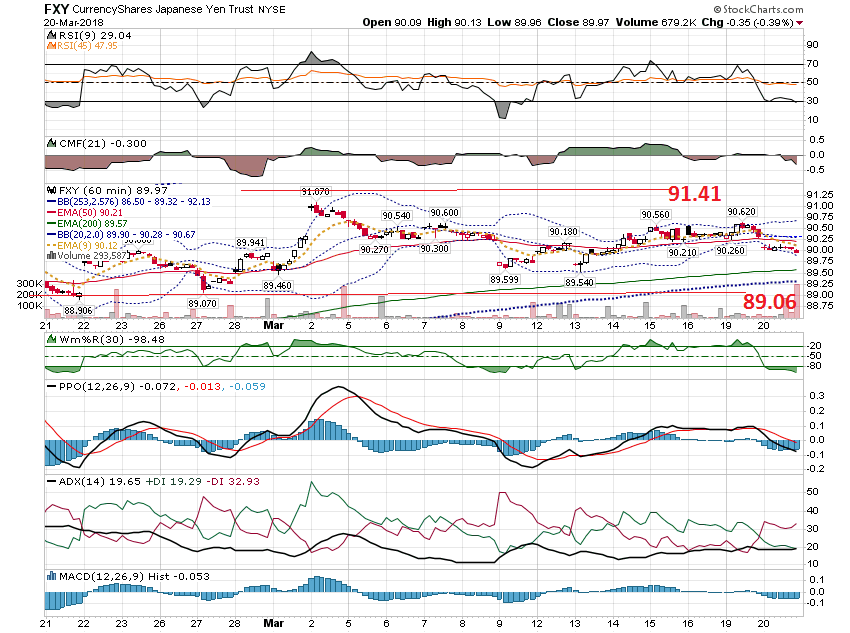 FXY CurrencyShares Japanese Yen Trust NYSE © StockCharts.com
20-Mar-2018 Open 90.09 High 90.13 Low 89.96 Close 89.97 Volume 679.2K Chg -0.35 (-0.39%)
RSI(9) 29.04
RSI(45) 47.95
90
70
50
30
10
CMF(21) -0.300
0.5
0.0
-0.5
FXY (60 min) 89.97
BB(253,2.576) 86.50 - 89.32 - 92.13
EMA(50) 90.21
EMA(200) 89.57
BB(20,2.0) 89.90 - 90.28 - 90.67
EMA(9) 90.12
Volume 293,587
91.41
91.070
90.540 90.600 90.180 90.560 90.620
89.941 90.270 90.300 90.210 90.260
89.460 89.599 89.540
89.070
88.906
89.06
91.25
91.00
90.75
90.50
90.25
90.00
89.75
89.50
89.25
89.00
88.75
300K
200K
100K
21 22 23 26 27 28 Mar 2 5 6 7 8 9 12 13 14 15 16 19 20
Wm%R(30) -98.48
-20
-50
-80
PPO(12,26,9) -0.072, -0.013, -0.059
0.3
0.2
0.1
0.0
-0.1
-0.2
ADX(14) 19.65 +DI 19.29 -DI 32.93
50
40
30
20
10
MACD(12,26,9) Hist -0.053
0.1
0.0
-0.1
21 22 23 26 27 28 Mar 2 5 6 7 8 9 12 13 14 15 16 19 20